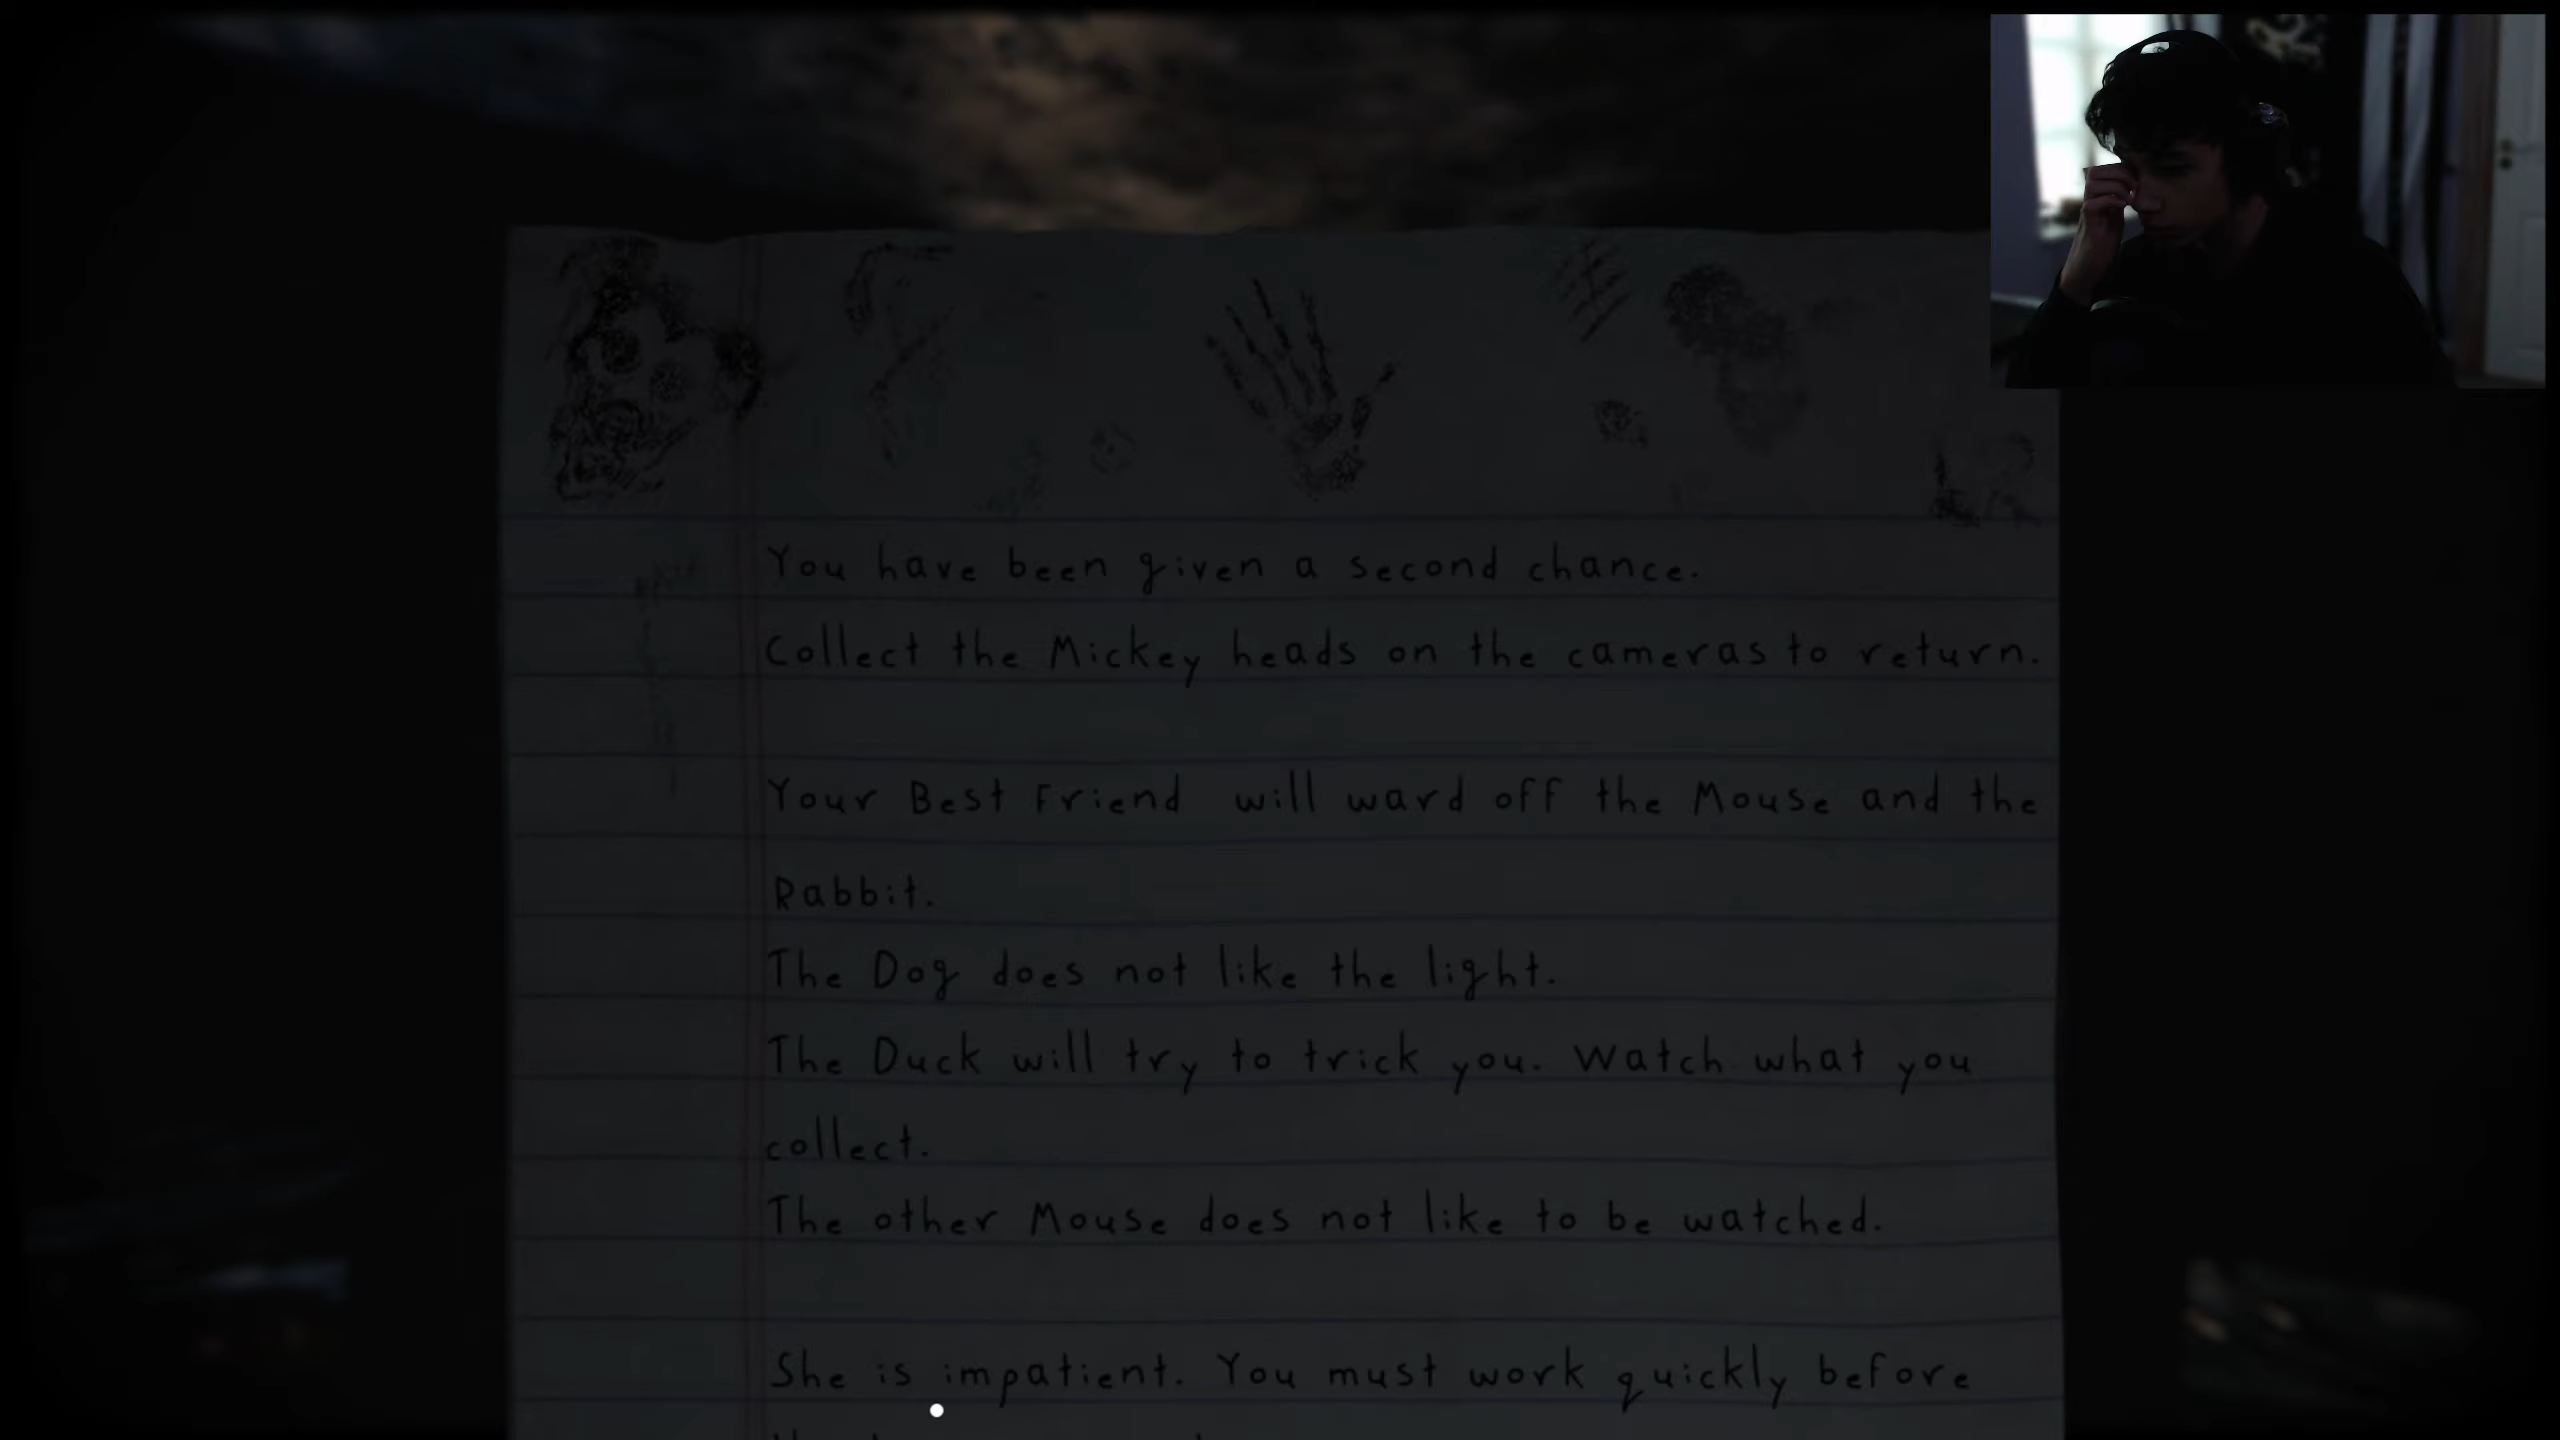 You have been given a second chance.
Collect the Mickey heads on the cameras to return.
Your Best Friend will ward off the Mouse and the
Rabbit.
The Dog does not like the light.
The Duck will try to trick you. Watch what you
collect.
The other Mouse does not like to be watched.
She is impatient. You must work quickly before